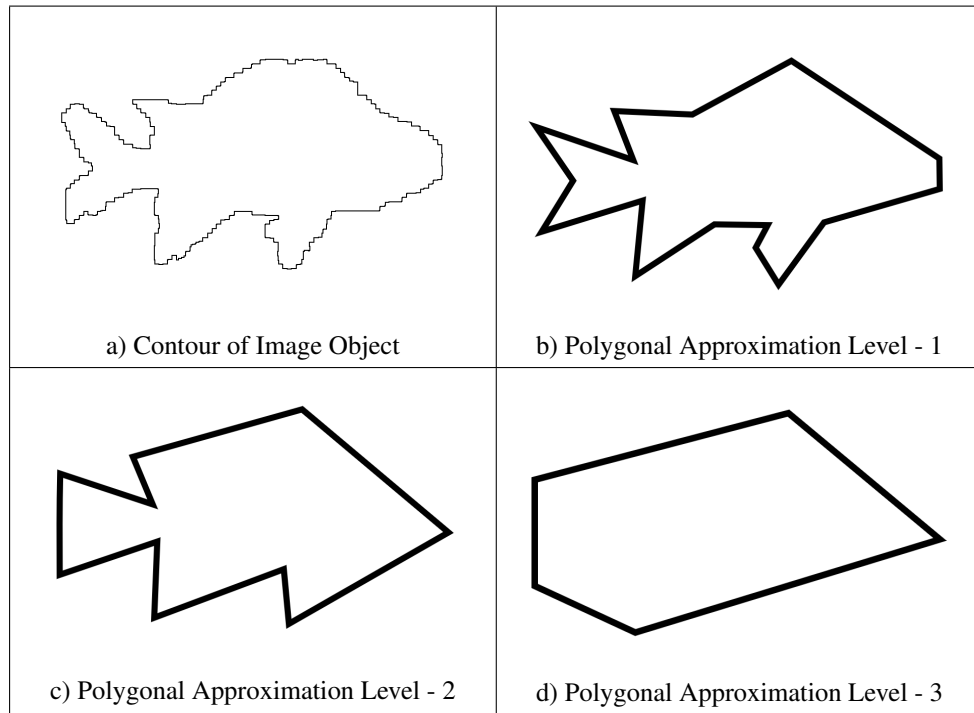 a) Contour of Image Object
b) Polygonal Approximation Level - 1
c) Polygonal Approximation Level - 2
d) Polygonal Approximation Level - 3